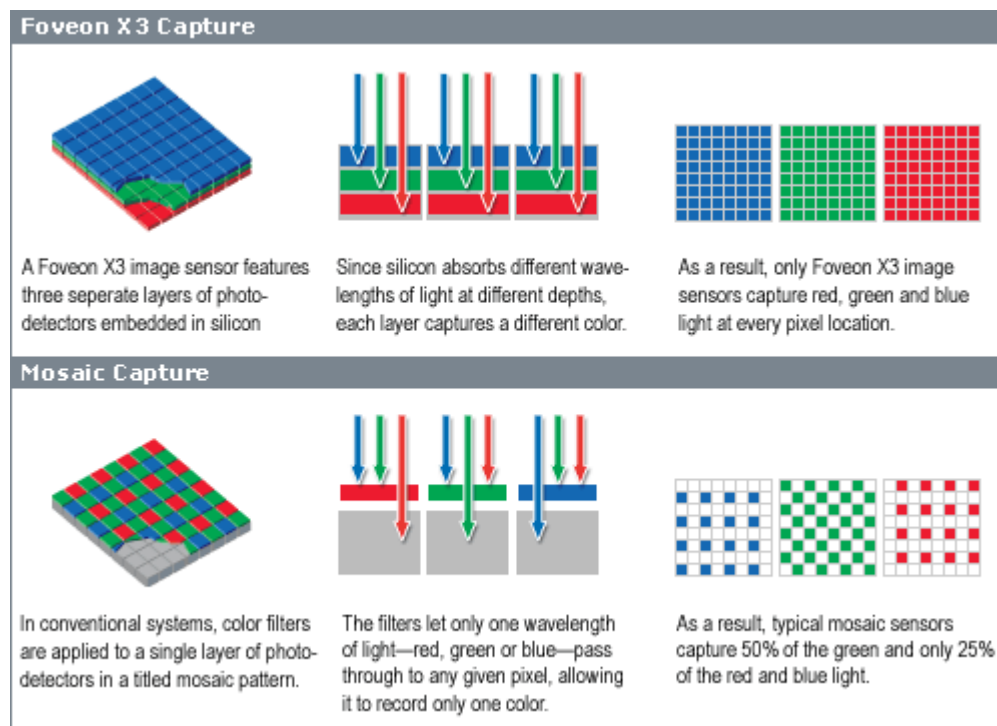 Foveon X3 Capture
A Foveon X3 image sensor features
three seperate layers of photo-
detectors embedded in silicon
Since silicon absorbs different wave-
lengths of light at different depths,
each layer captures a different color.
As a result, only Foveon X3 image
sensors capture red, green and blue
light at every pixel location.
Mosaic Capture
In conventional systems, color filters
are applied to a single layer of photo-
detectors in a titled mosaic pattern.
The filters let only one wavelength
of light—red, green or blue—pass
through to any given pixel, allowing
it to record only one color.
As a result, typical mosaic sensors
capture 50% of the green and only 25%
of the red and blue light.